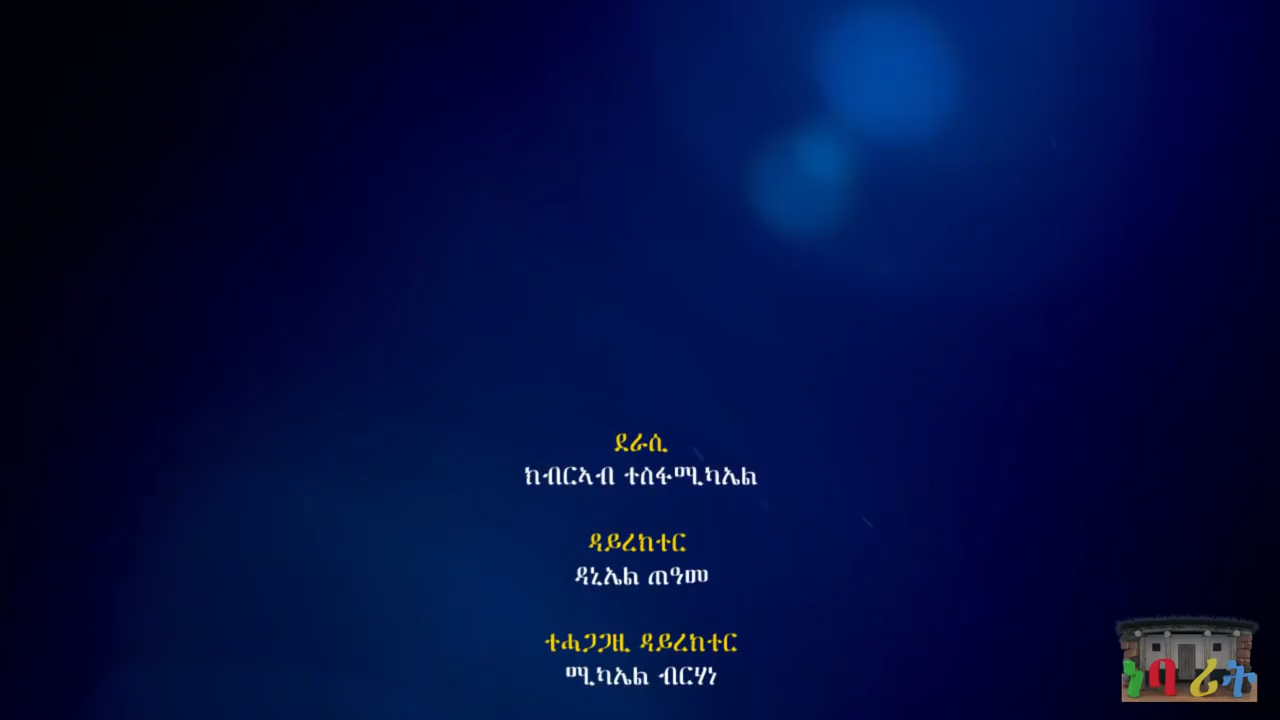 ደራሲ
ክብርኣብ ተስፋሚካኤል
ዳይረክተር
ዳኒኤል ጠዓመ
ተሓጋጋዚ ዳይረክተር
ሚካኤል ብርሃነ
ነባሪት